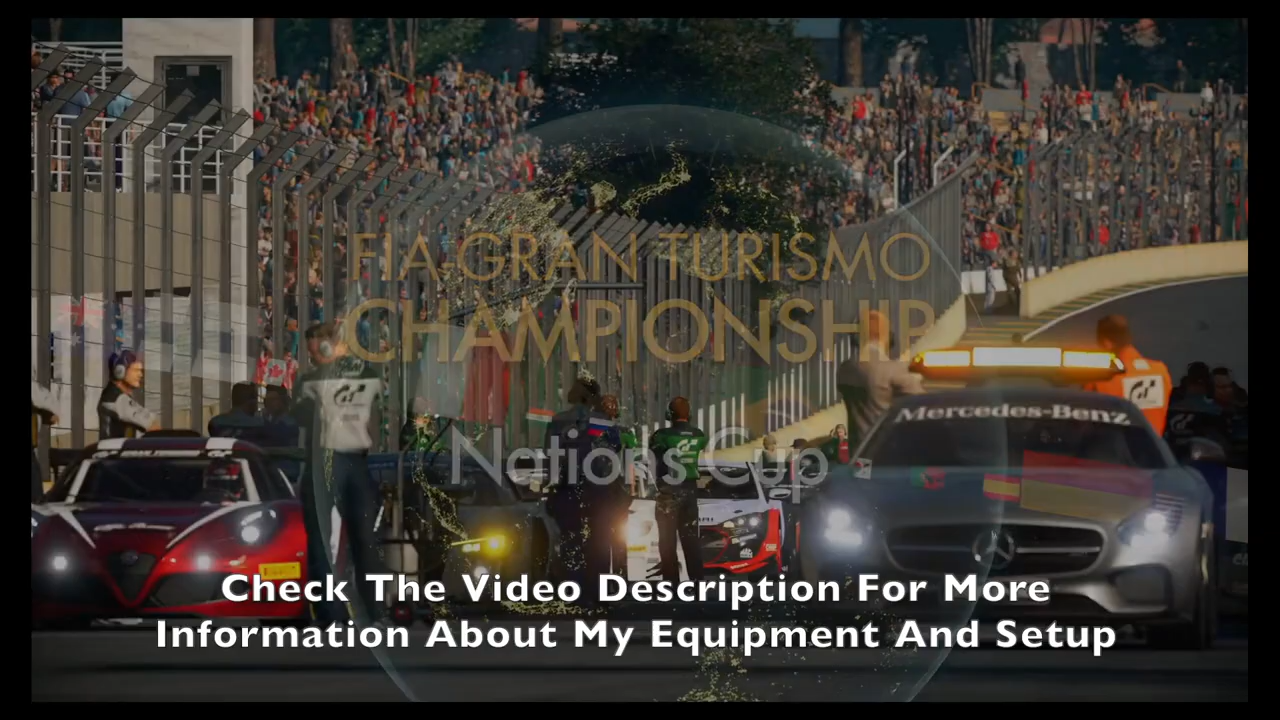 FIA-GRAN TURISMO
CHAMPIONSHIP
Mercedes-Benz
Nations Cup
Check The Video Description For More
Information About My Equipment And Setup